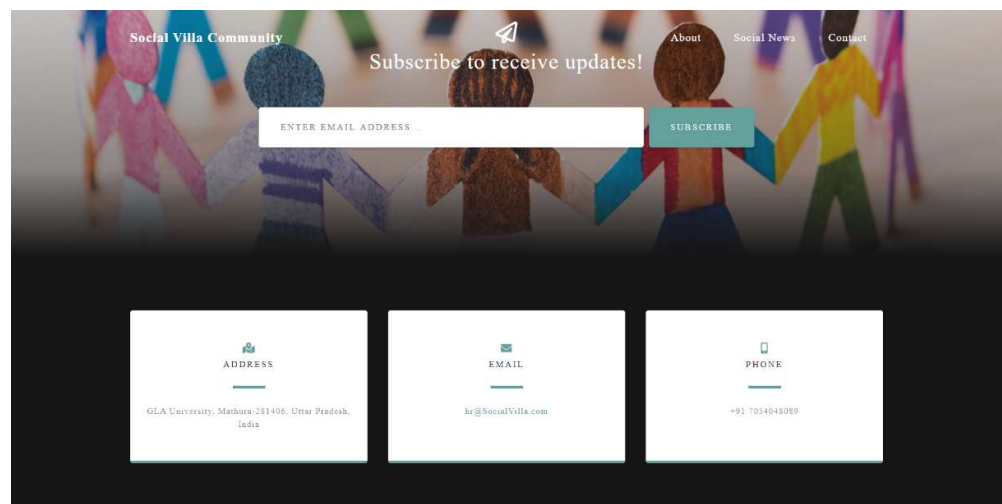 Social Villa Community
About Social News Contact
Subscribe to receive updates!
ENTER EMAIL ADDRESS...
SUBSCRIBE
ADDRESS
GLA University, Mathura-281406, Uttar Pradesh,
India
EMAIL
hr@SocialVilla.com
PHONE
+91 7054048089